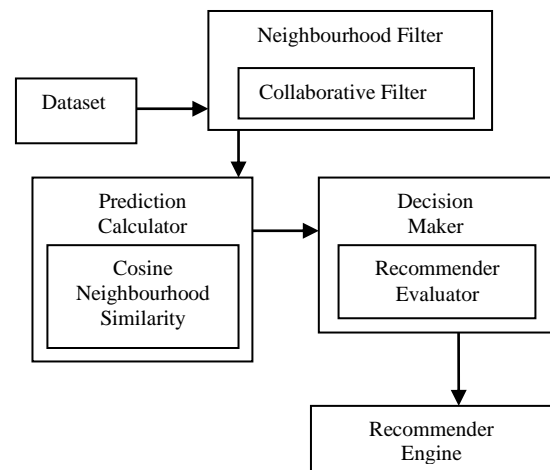 Neighbourhood Filter
Collaborative Filter
Dataset
Prediction
Calculator
Cosine
Neighbourhood
Similarity
Decision
Maker
Recommender
Evaluator
Recommender
Engine